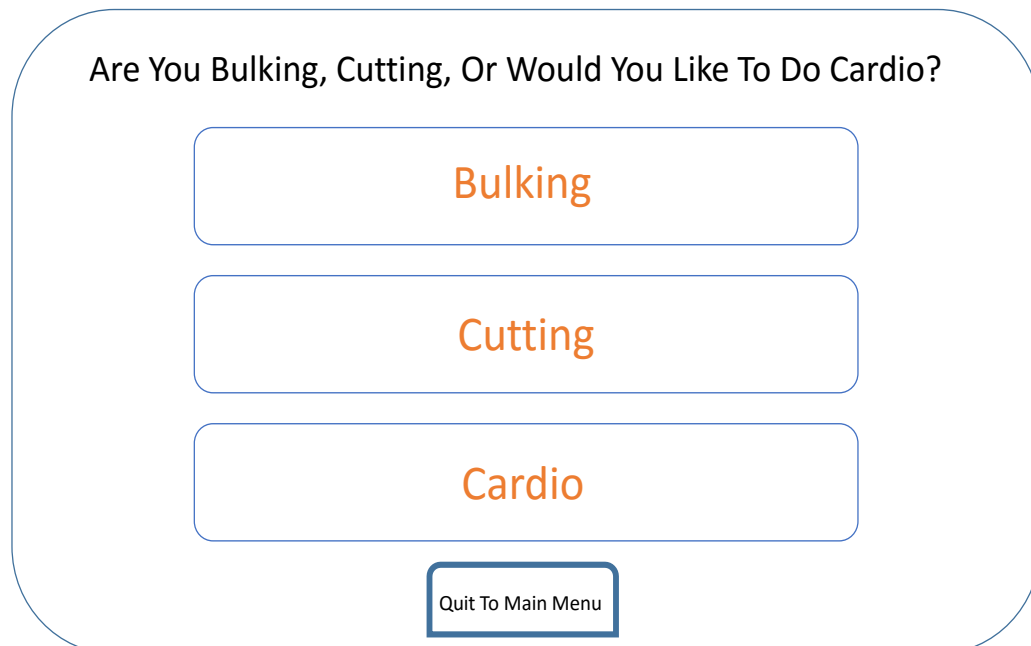 Are You Bulking, Cutting, Or Would You Like To Do Cardio?
Bulking
Cutting
Cardio
Quit To Main Menu